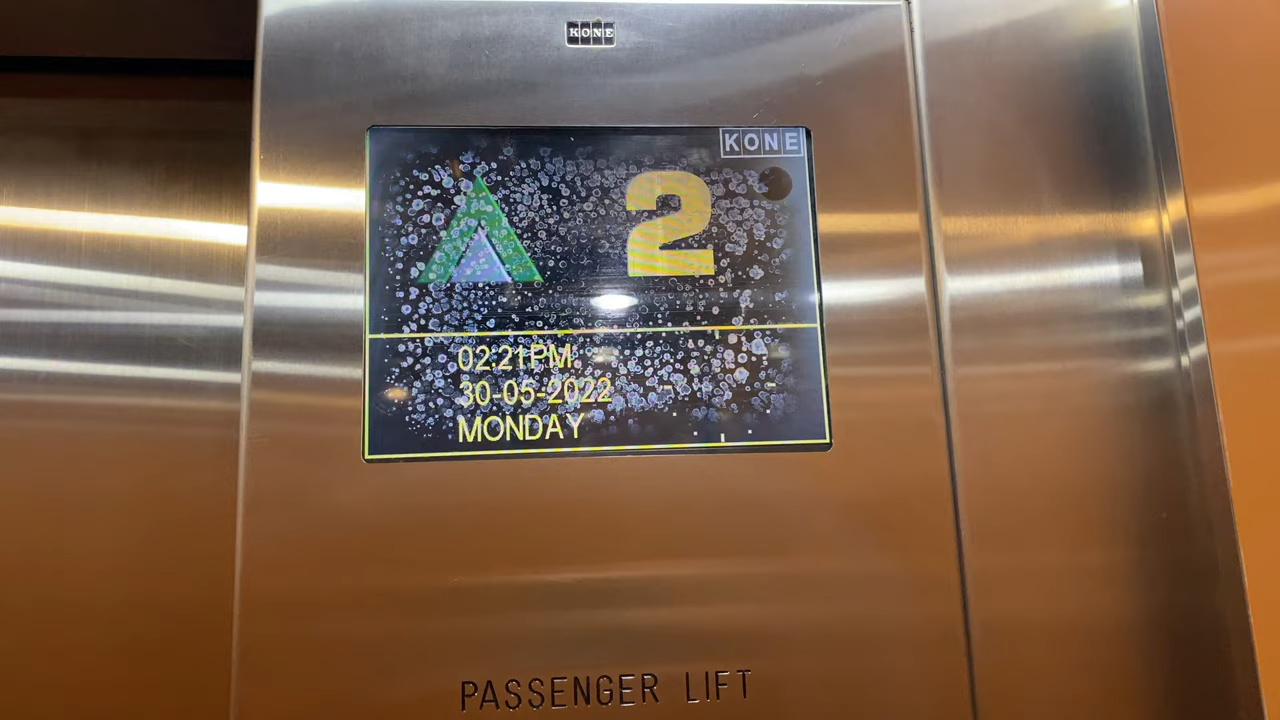 KONE
KONE
2
02.21PM
30-05-2022
MONDAY
PASSENGER LIFT